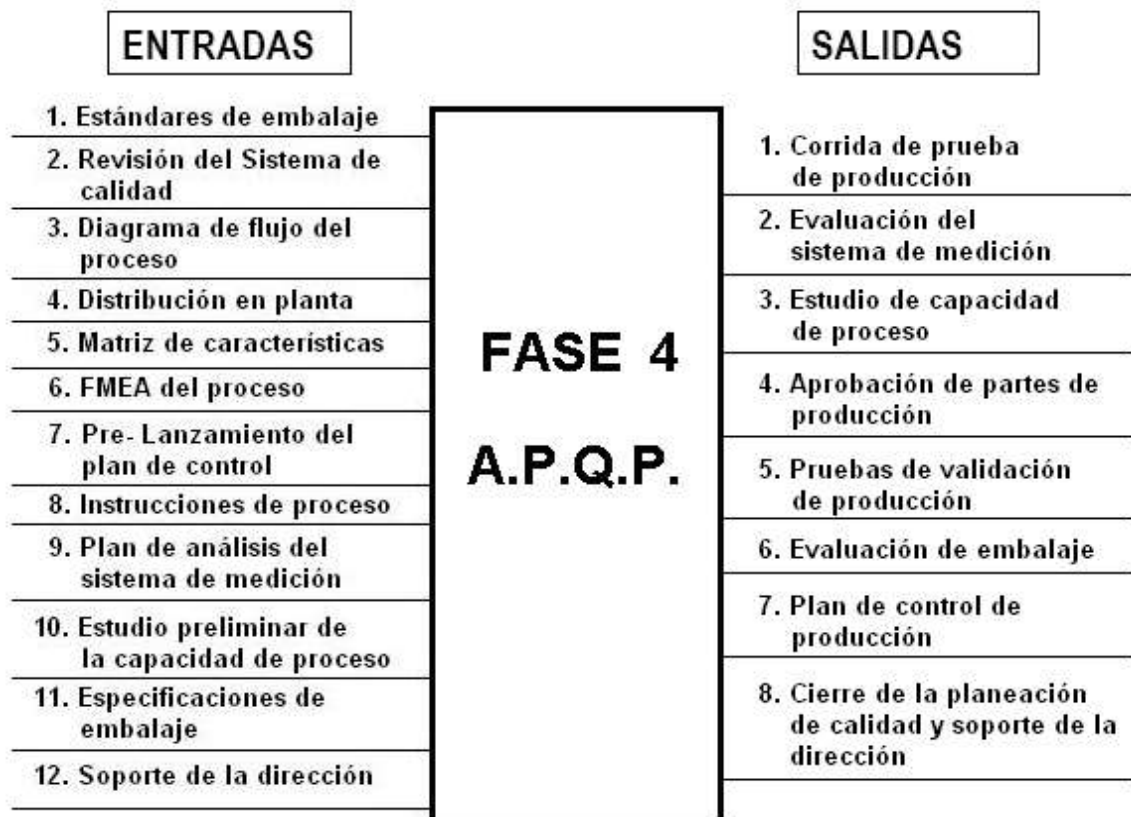 ENTRADAS
1. Estándares de embalaje
2. Revisión del Sistema de
calidad
3. Diagrama de flujo del
proceso
4. Distribución en planta
5. Matriz de características
6. FMEA del proceso
7. Pre- Lanzamiento del
plan de control
8. Instrucciones de proceso
9. Plan de análisis del
sistema de medición
10. Estudio preliminar de
la capacidad de proceso
11. Especificaciones de
embalaje
12. Soporte de la dirección
FASE 4
A.P.Q.P.
SALIDAS
1. Corrida de prueba
de producción
2. Evaluación del
sistema de medición
3. Estudio de capacidad
de proceso
4. Aprobación de partes de
producción
5. Pruebas de validación
de producción
6. Evaluación de embalaje
7. Plan de control de
producción
8. Cierre de la planeación
de calidad y soporte de la
dirección